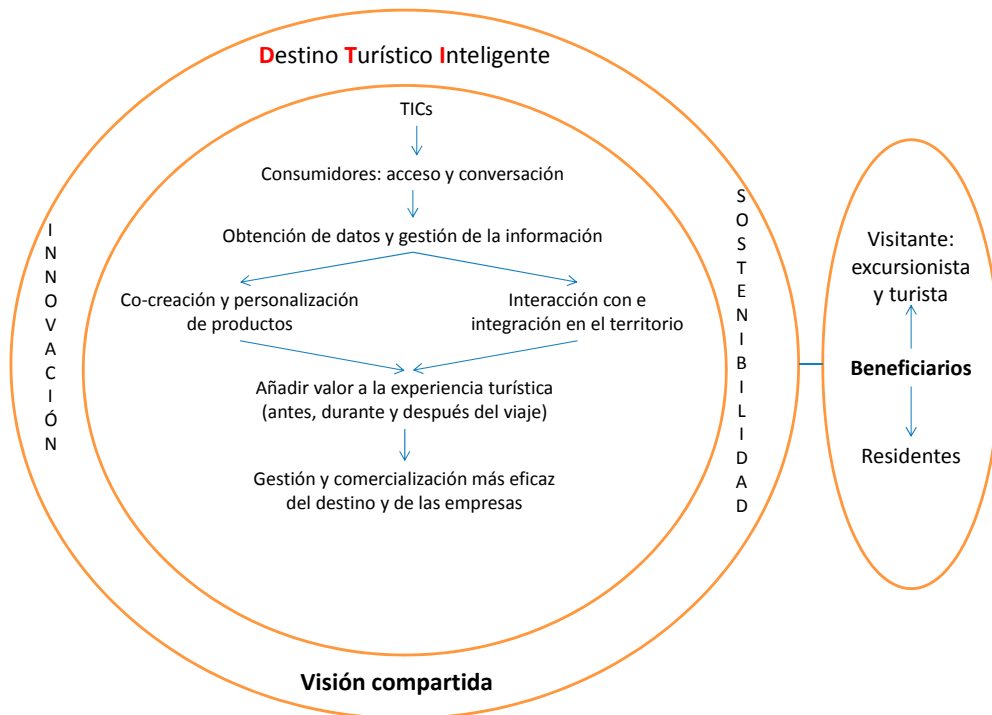 Destino Turístico Inteligente
TICs
Consumidores: acceso y conversación
Obtención de datos y gestión de la información
Co-creación y personalización
de productos
Interacción con e
integración en el territorio
Añadir valor a la experiencia turística
(antes, durante y después del viaje)
Gestión y comercialización más eficaz
del destino y de las empresas
INNOVACIÓN
SOSTENIBILIDAD
Visión compartida
Visitante:
excursionista
y turista
Beneficiarios
Residentes